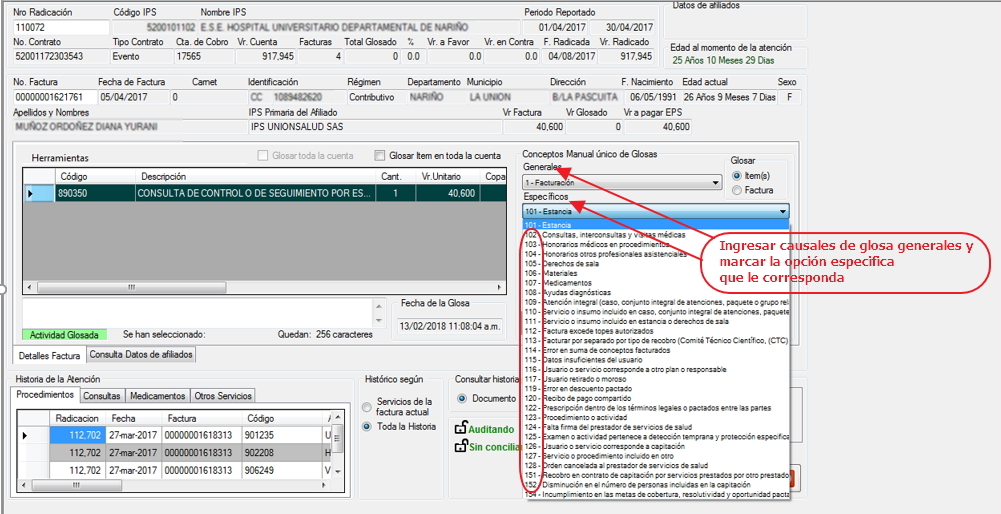 Nro Radicación Código IPS Nombre IPS Periodo Reportado Datos de afiliados
110072 5200101102 E.S.E. HOSPITAL UNIVERSITARIO DEPARTAMENTAL DE NARIÑO 01/04/2017 30/04/2017
No. Contrato Tipo Contrato Cta. de Cobro Vr. Cuenta Facturas Total Glosado % Vr. a Favor Vr. en Contra F. Radicada Vr. Radicado
52001172303543 Evento 17565 917,945 4 0 0.0 0.0 0.0 04/08/2017 917,945
Edad al momento de la atención
25 Años 10 Meses 29 Dias
No. Factura Fecha de Factura Carnet Identificación Régimen Departamento Municipio Dirección F. Nacimiento Edad actual Sexo
00000001621761 05/04/2017 0 CC 1089482620 Contributivo NARIÑO LA UNION B/LA PASCUITA 06/05/1991 26 Años 9 Meses 7 Dias F
Apellidos y Nombres IPS Primaria del Afiliado Vr Factura Vr Glosado Vr a pagar EPS
MUÑOZ ORDOÑEZ DIANA YURANI IPS UNIONSALUD SAS 40,600 0 40,600
Herramientas Glosar toda la cuenta Glosar Item en toda la cuenta
Código Descripción Cant. Vr.Unitario Copa
890350 CONSULTA DE CONTROL O DE SEGUIMIENTO POR ES... 1 40,600
Conceptos Manual único de Glosas
Generales
1 - Facturación
Específicos
101 - Estancia
Glosar
Item(s)
Factura
101 - Estancia
102 - Consultas, interconsultas y visitas médicas
103 - Honorarios médicos en procedimientos
104 - Honorarios otros profesionales asistenciales
105 - Derechos de sala
106 - Materiales
107 - Medicamentos
108 - Ayudas diagnósticas
109 - Atención integral (caso, conjunto integral de atenciones, paquete o grupo rela
110 - Servicio o insumo incluido en caso, conjunto integral de atenciones, paquete
111 - Servicio o insumo incluido en estancia o derechos de sala
112 - Factura excede topes autorizados
113 - Facturar por separado por tipo de recobro (Comité Técnico Científico, (CTC)
114 - Error en suma de conceptos facturados
115 - Datos insuficientes del usuario
116 - Usuario o servicio corresponde a otro plan o responsable
117 - Usuario retirado o moroso
119 - Error en descuento pactado
120 - Recibo de pago compartido
122 - Prescripción dentro de los términos legales o pactados entre las partes
123 - Procedimiento o actividad
124 - Falta firma del prestador de servicios de salud
125 - Examen o actividad pertenece a detección temprana y protección específica
126 - Usuario o servicio corresponde a capitación
127 - Servicio o procedimiento incluido en otro
128 - Orden cancelada al prestador de servicios de salud
151 - Recobro en contrato de capitación por servicios prestados por otro prestado
152 - Disminución en el número de personas incluidas en la capitación
154 - Incumplimiento en las metas de cobertura, resolutividad y oportunidad pacta
Ingresar causales de glosa generales y
marcar la opción especifica
que le corresponda
Fecha de la Glosa
13/02/2018 11:08:04 a.m.
Actividad Glosada Se han seleccionado: Quedan: 256 caracteres
Detalles Factura Consulta Datos de afiliados
Historia de la Atención
Procedimientos Consultas Medicamentos Otros Servicios
Radicacion Fecha Factura Código
112,702 27-mar-2017 00000001618313 901235 U
112,702 27-mar-2017 00000001618313 902208 H
112,702 27-mar-2017 00000001618313 906249 V
Histórico según
Servicios de la
factura actual
Toda la Historia
Consultar historia
Documento
Auditando
Sin concilia